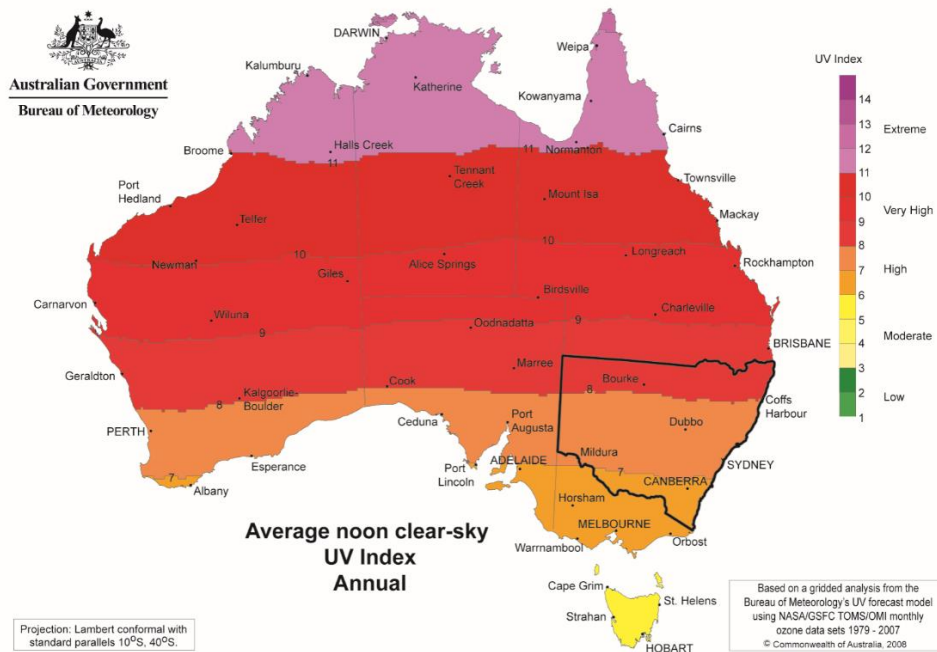 Australian Government
Bureau of Meteorology
DARWIN
Weipa
Kalumburu
Katherine
Kowanyama
Cairns
Broome
Halls Creek
Normanton
11
11
Port
Hedland
Tennant
Creek
Townsville
Mount Isa
Telfer
Mackay
10
10
Newman
Giles
Alice Springs
Longreach
Rockhampton
Birdsville
Carnarvon
Wiluna
9
Oodnadatta
9
Charleville
BRISBANE
Geraldton
Marree
Cook
Bourke
8
Kalgoorlie-
Boulder
8
Coffs
Harbour
Ceduna
Port
Augusta
Dubbo
PERTH
Mildura
SYDNEY
Esperance
Port
Lincoln
ADELAIDE
7
7
Albany
CANBERRA
Horsham
MELBOURNE
Warrnambool
Orbost
Cape Grim
St. Helens
Strahan
HOBART
Average noon clear-sky
UV Index
Annual
UV Index
14
13
Extreme
12
11
10
Very High
9
8
7
High
6
5
Moderate
4
3
2
Low
1
Projection: Lambert conformal with
standard parallels 10°S, 40°S.
Based on a gridded analysis from the
Bureau of Meteorology's UV forecast model
using NASA/GSFC TOMS/OMI monthly
ozone data sets 1979 - 2007
© Commonwealth of Australia, 2008